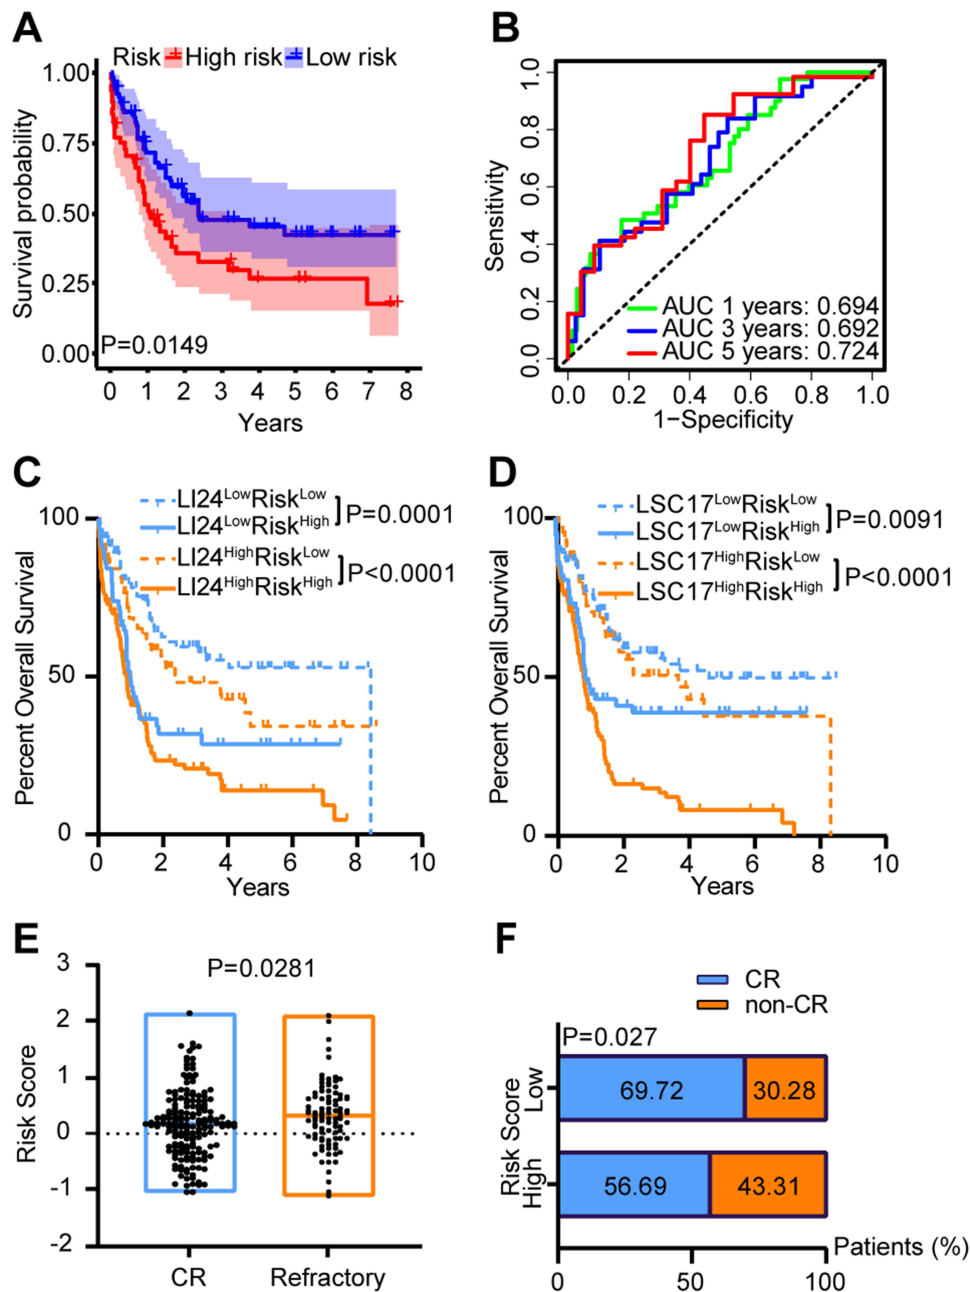 A
Risk High risk Low risk
1.00
0.75
0.50
0.25
0.00
Survival probability
P=0.0149
0 1 2 3 4 5 6 7 8
Years
B
1.0
0.8
0.6
0.4
0.2
0.0
Sensitivity
AUC 1 years: 0.694
AUC 3 years: 0.692
AUC 5 years: 0.724
0.0 0.2 0.4 0.6 0.8 1.0
1−Specificity
C
LI24LowRiskLow
LI24LowRiskHigh
P=0.0001
LI24HighRiskLow
LI24HighRiskHigh
P<0.0001
100
50
0
Percent Overall Survival
0 2 4 6 8 10
Years
D
LSC17LowRiskLow
LSC17LowRiskHigh
P=0.0091
LSC17HighRiskLow
LSC17HighRiskHigh
P<0.0001
100
50
0
Percent Overall Survival
0 2 4 6 8 10
Years
E
P=0.0281
3
2
1
0
-1
-2
Risk Score
CR Refractory
F
CR
non-CR
P=0.027
69.72 30.28
56.69 43.31
Risk Score
Low
High
Patients (%)
0 50 100